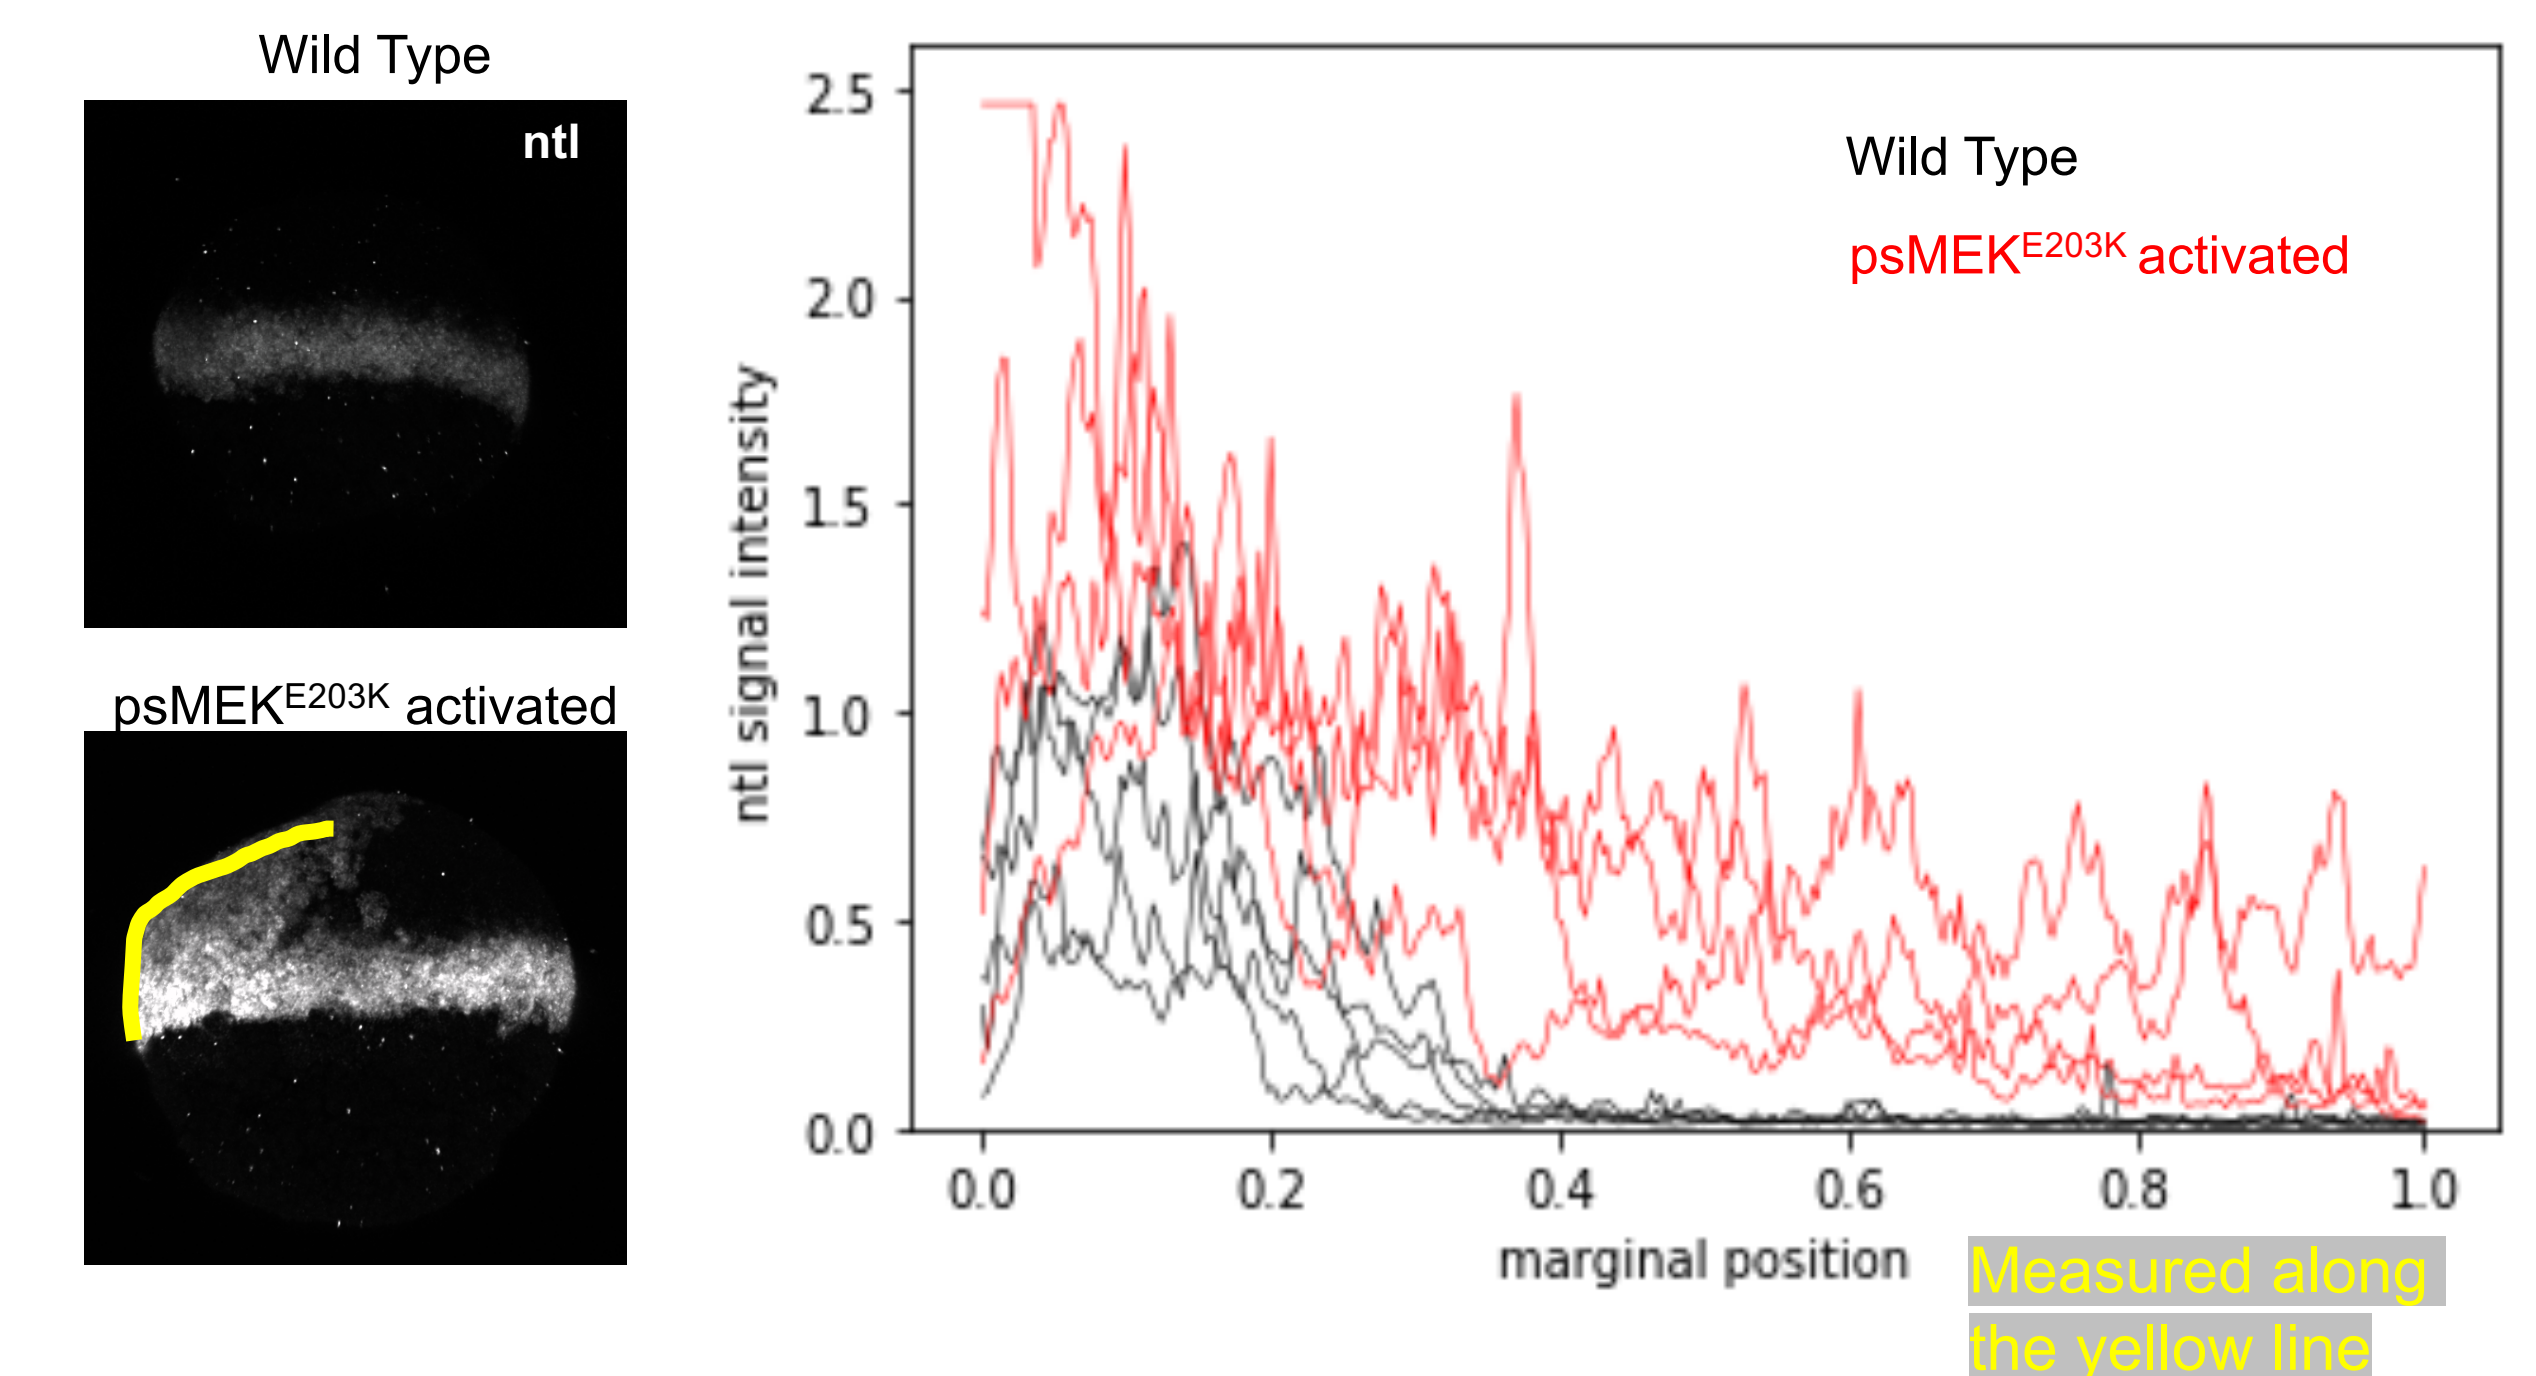 Wild Type
ntl
psMEKE203K activated
2.5
2.0
1.5
1.0
0.5
0.0
ntl signal intensity
Wild Type
psMEKE203K activated
0.0 0.2 0.4 0.6 0.8 1.0
marginal position
Measured along
the yellow line